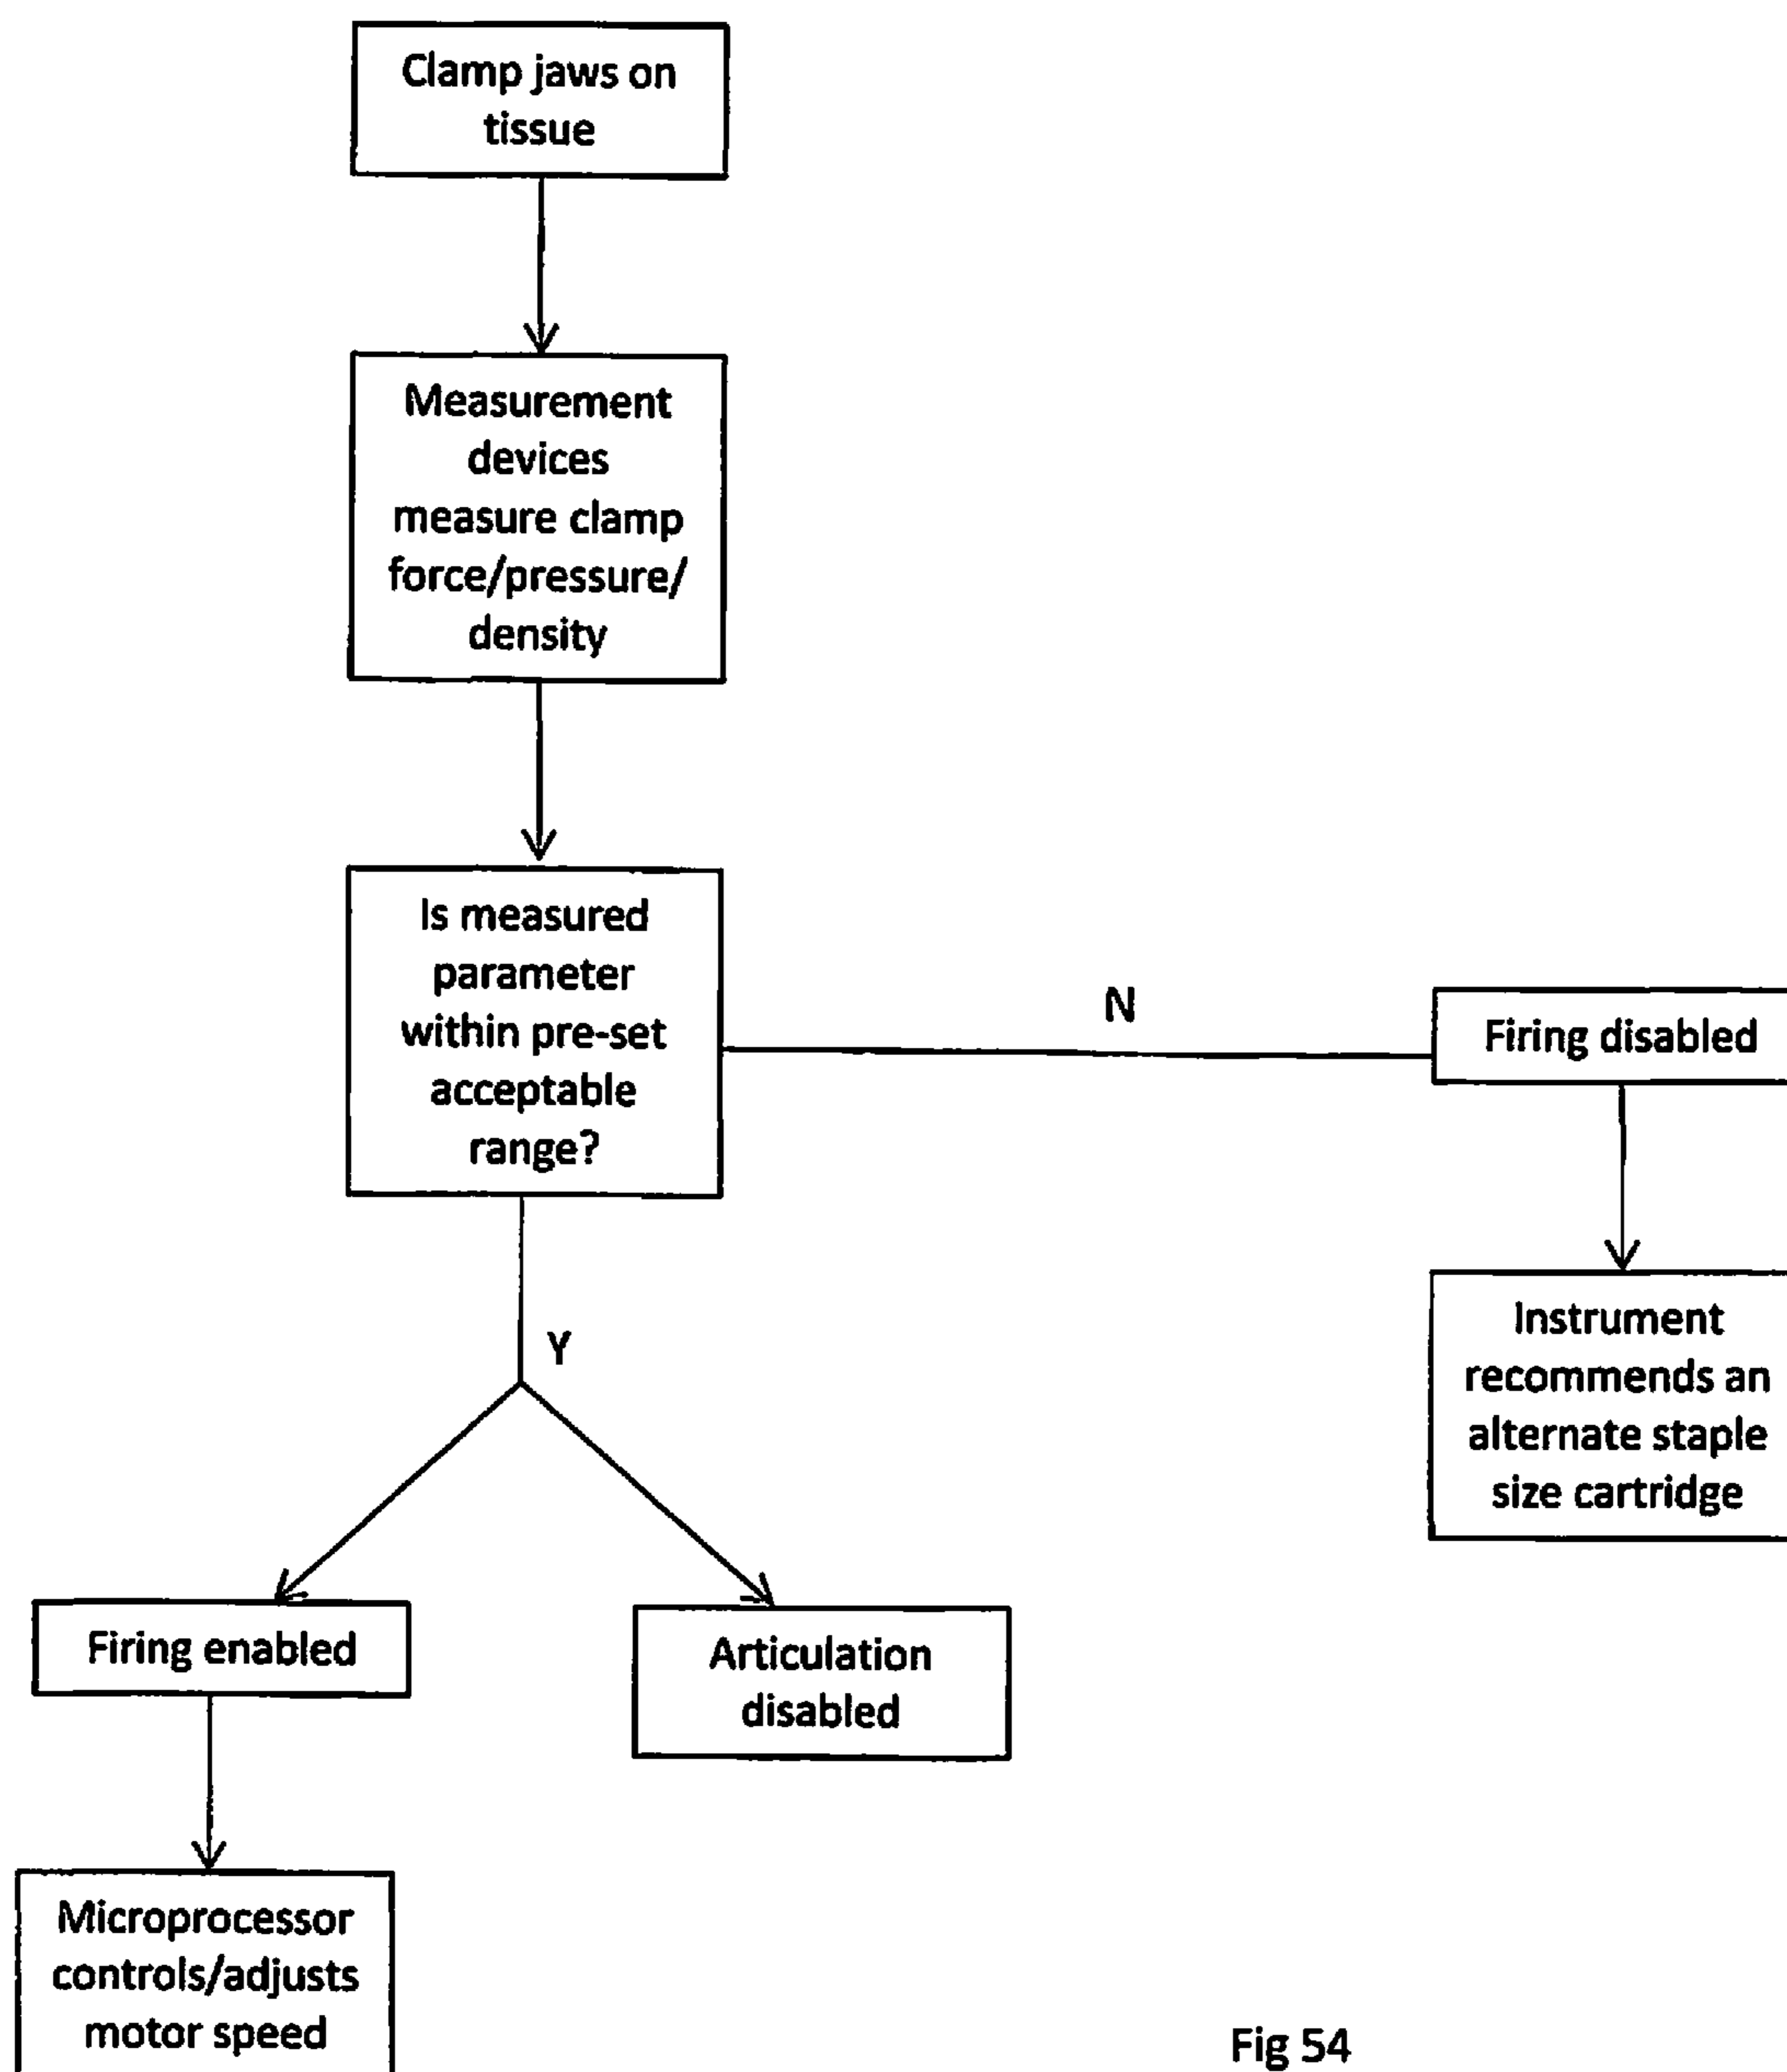 Clamp jaws on
tissue
Measurement
devices
measure clamp
force/pressure/
density
Is measured
parameter
within pre-set
acceptable
range?
N
Firing disabled
Instrument
recommends an
alternate staple
size cartridge
Y
Firing enabled
Articulation
disabled
Microprocessor
controls/adjusts
motor speed
Fig 54